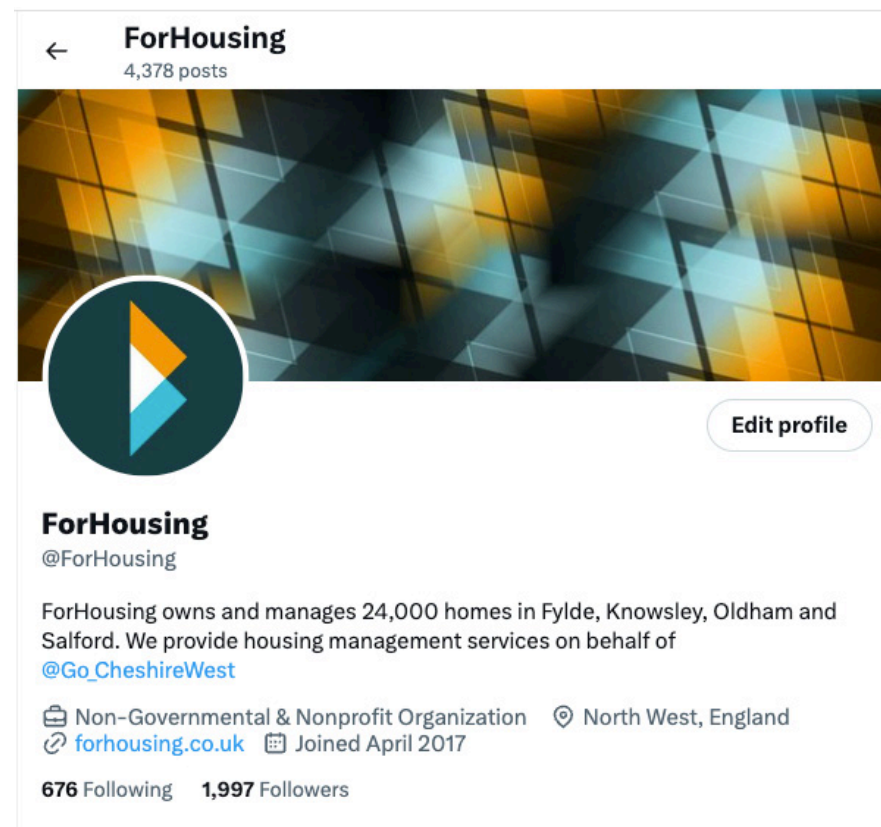 ForHousing
4,378 posts
Edit profile
ForHousing
@ForHousing
ForHousing owns and manages 24,000 homes in Fylde, Knowsley, Oldham and
Salford. We provide housing management services on behalf of
@Go_CheshireWest
Non-Governmental & Nonprofit Organization North West, England
forhousing.co.uk Joined April 2017
676 Following 1,997 Followers